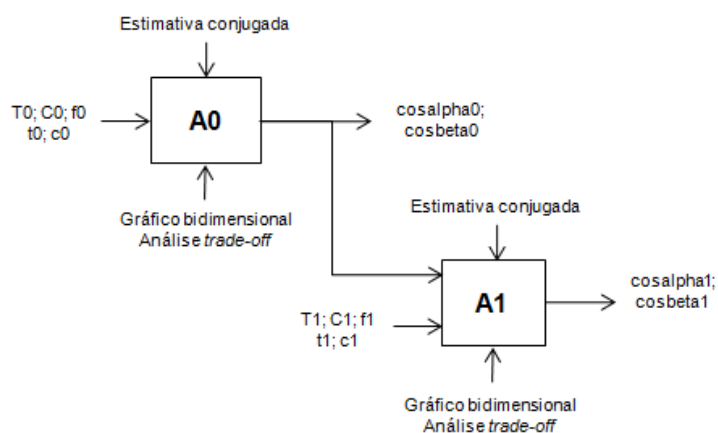 Estimativa conjugada
T0; C0; f0
t0; c0
A0
cosalpha0;
cosbeta0
Gráfico bidimensional
Análise trade-off
Estimativa conjugada
T1; C1; f1
t1; c1
A1
cosalpha1;
cosbeta1
Gráfico bidimensional
Análise trade-off